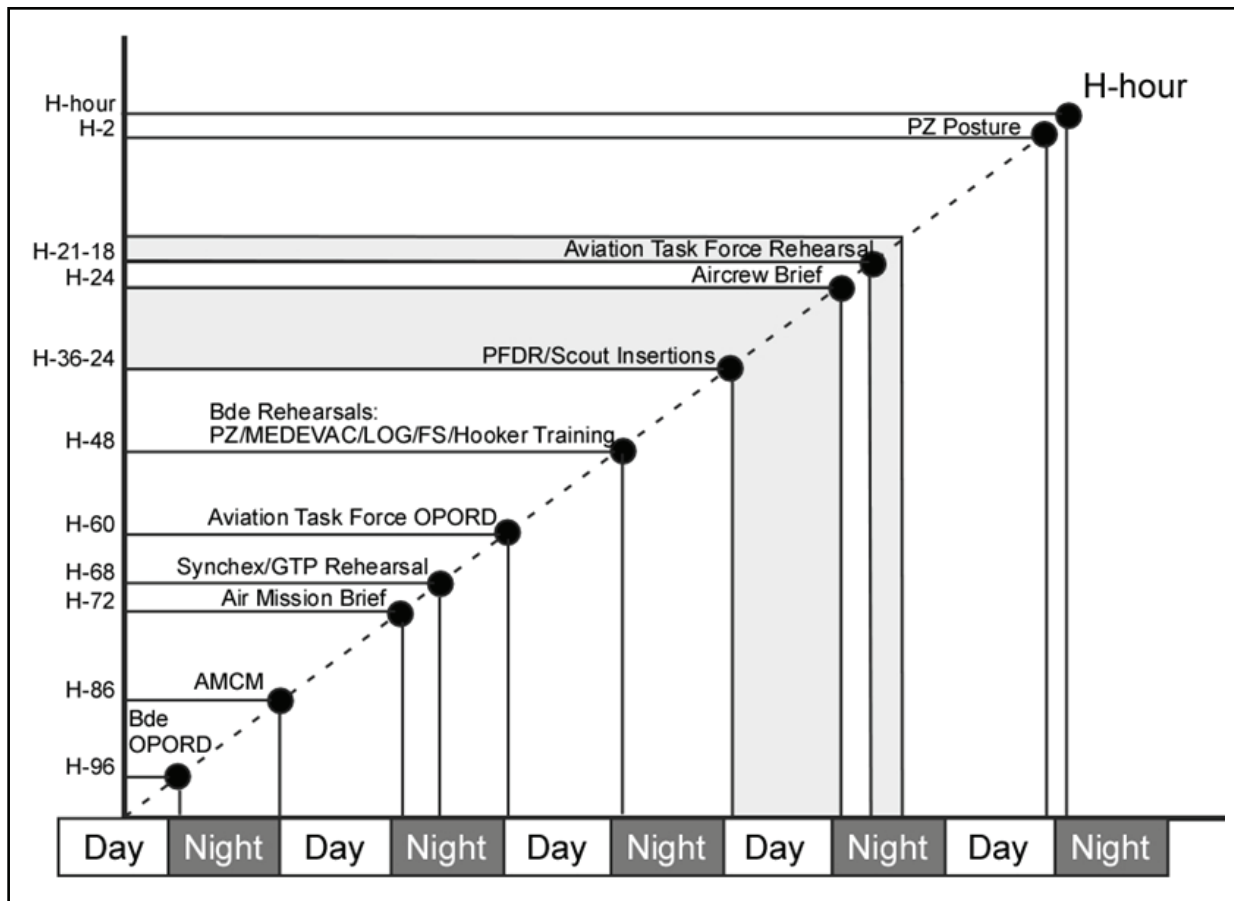 H-hour
H-hour
H-2
PZ Posture
H-21-18
Aviation Task Force Rehearsal
H-24
Aircrew Brief
H-36-24
PFDR/Scout Insertions
Bde Rehearsals:
PZ/MEDEVAC/LOG/FS/Hooker Training
H-48
Aviation Task Force OPORD
H-60
Synchex/GTP Rehearsal
H-68
Air Mission Brief
H-72
AMCM
H-86
Bde
OPORD
H-96
Day Night Day Night Day Night Day Night Day Night